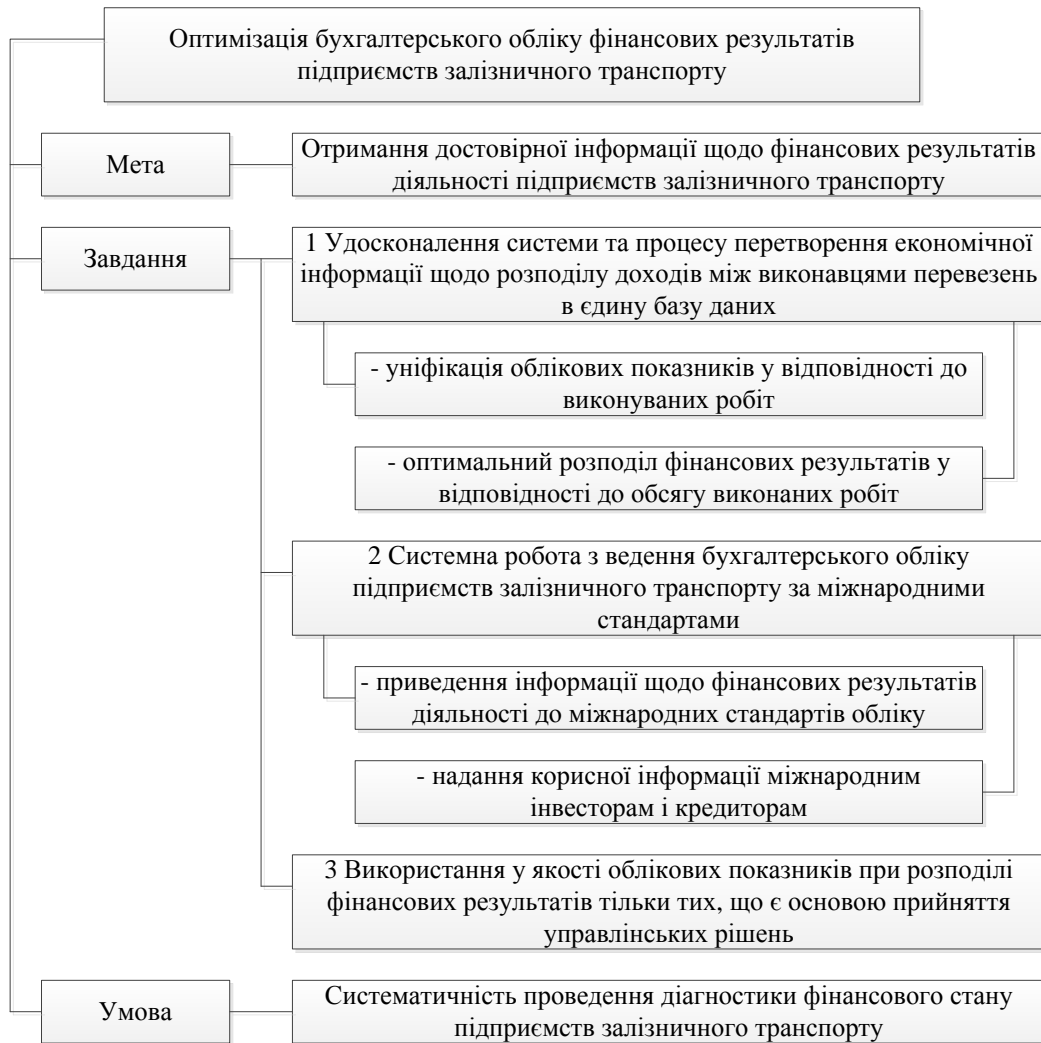 Оптимізація бухгалтерського обліку фінансових результатів
підприємств залізничного транспорту
Мета
Отримання достовірної інформації щодо фінансових результатів
діяльності підприємств залізничного транспорту
Завдання
1 Удосконалення системи та процесу перетворення економічної
інформації щодо розподілу доходів між виконавцями перевезень
в єдину базу даних
- уніфікація облікових показників у відповідності до
виконуваних робіт
- оптимальний розподіл фінансових результатів у
відповідності до обсягу виконаних робіт
2 Системна робота з ведення бухгалтерського обліку
підприємств залізничного транспорту за міжнародними
стандартами
- приведення інформації щодо фінансових результатів
діяльності до міжнародних стандартів обліку
- надання корисної інформації міжнародним
інвесторам і кредиторам
3 Використання у якості облікових показників при розподілі
фінансових результатів тільки тих, що є основою прийняття
управлінських рішень
Умова
Систематичність проведення діагностики фінансового стану
підприємств залізничного транспорту